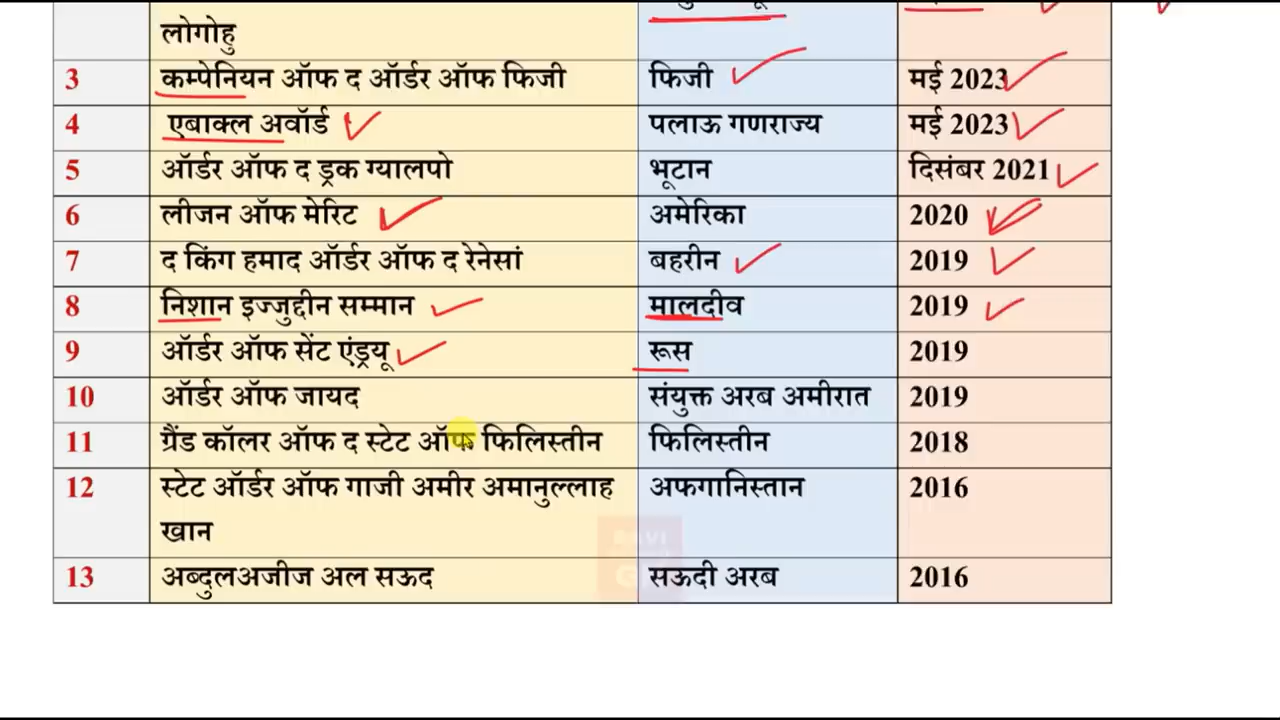 लोगोहु
3 कम्पेनियन ऑफ द ऑर्डर ऑफ फिजी फिजी मई 2023
4 एबाक्ल अवॉर्ड पलाऊ गणराज्य मई 2023
5 ऑर्डर ऑफ द ड्रक ग्यालपो भूटान दिसंबर 2021
6 लीजन ऑफ मेरिट अमेरिका 2020
7 द किंग हमाद ऑर्डर ऑफ द रेनेसां बहरीन 2019
8 निशान इज्जुद्दीन सम्मान मालदीव 2019
9 ऑर्डर ऑफ सेंट एंड्रयू रूस 2019
10 ऑर्डर ऑफ जायद संयुक्त अरब अमीरात 2019
11 ग्रैंड कॉलर ऑफ द स्टेट ऑफ फिलिस्तीन फिलिस्तीन 2018
12 स्टेट ऑर्डर ऑफ गाजी अमीर अमानुल्लाह अफगानिस्तान 2016
खान
13 अब्दुलअजीज अल सऊद सऊदी अरब 2016